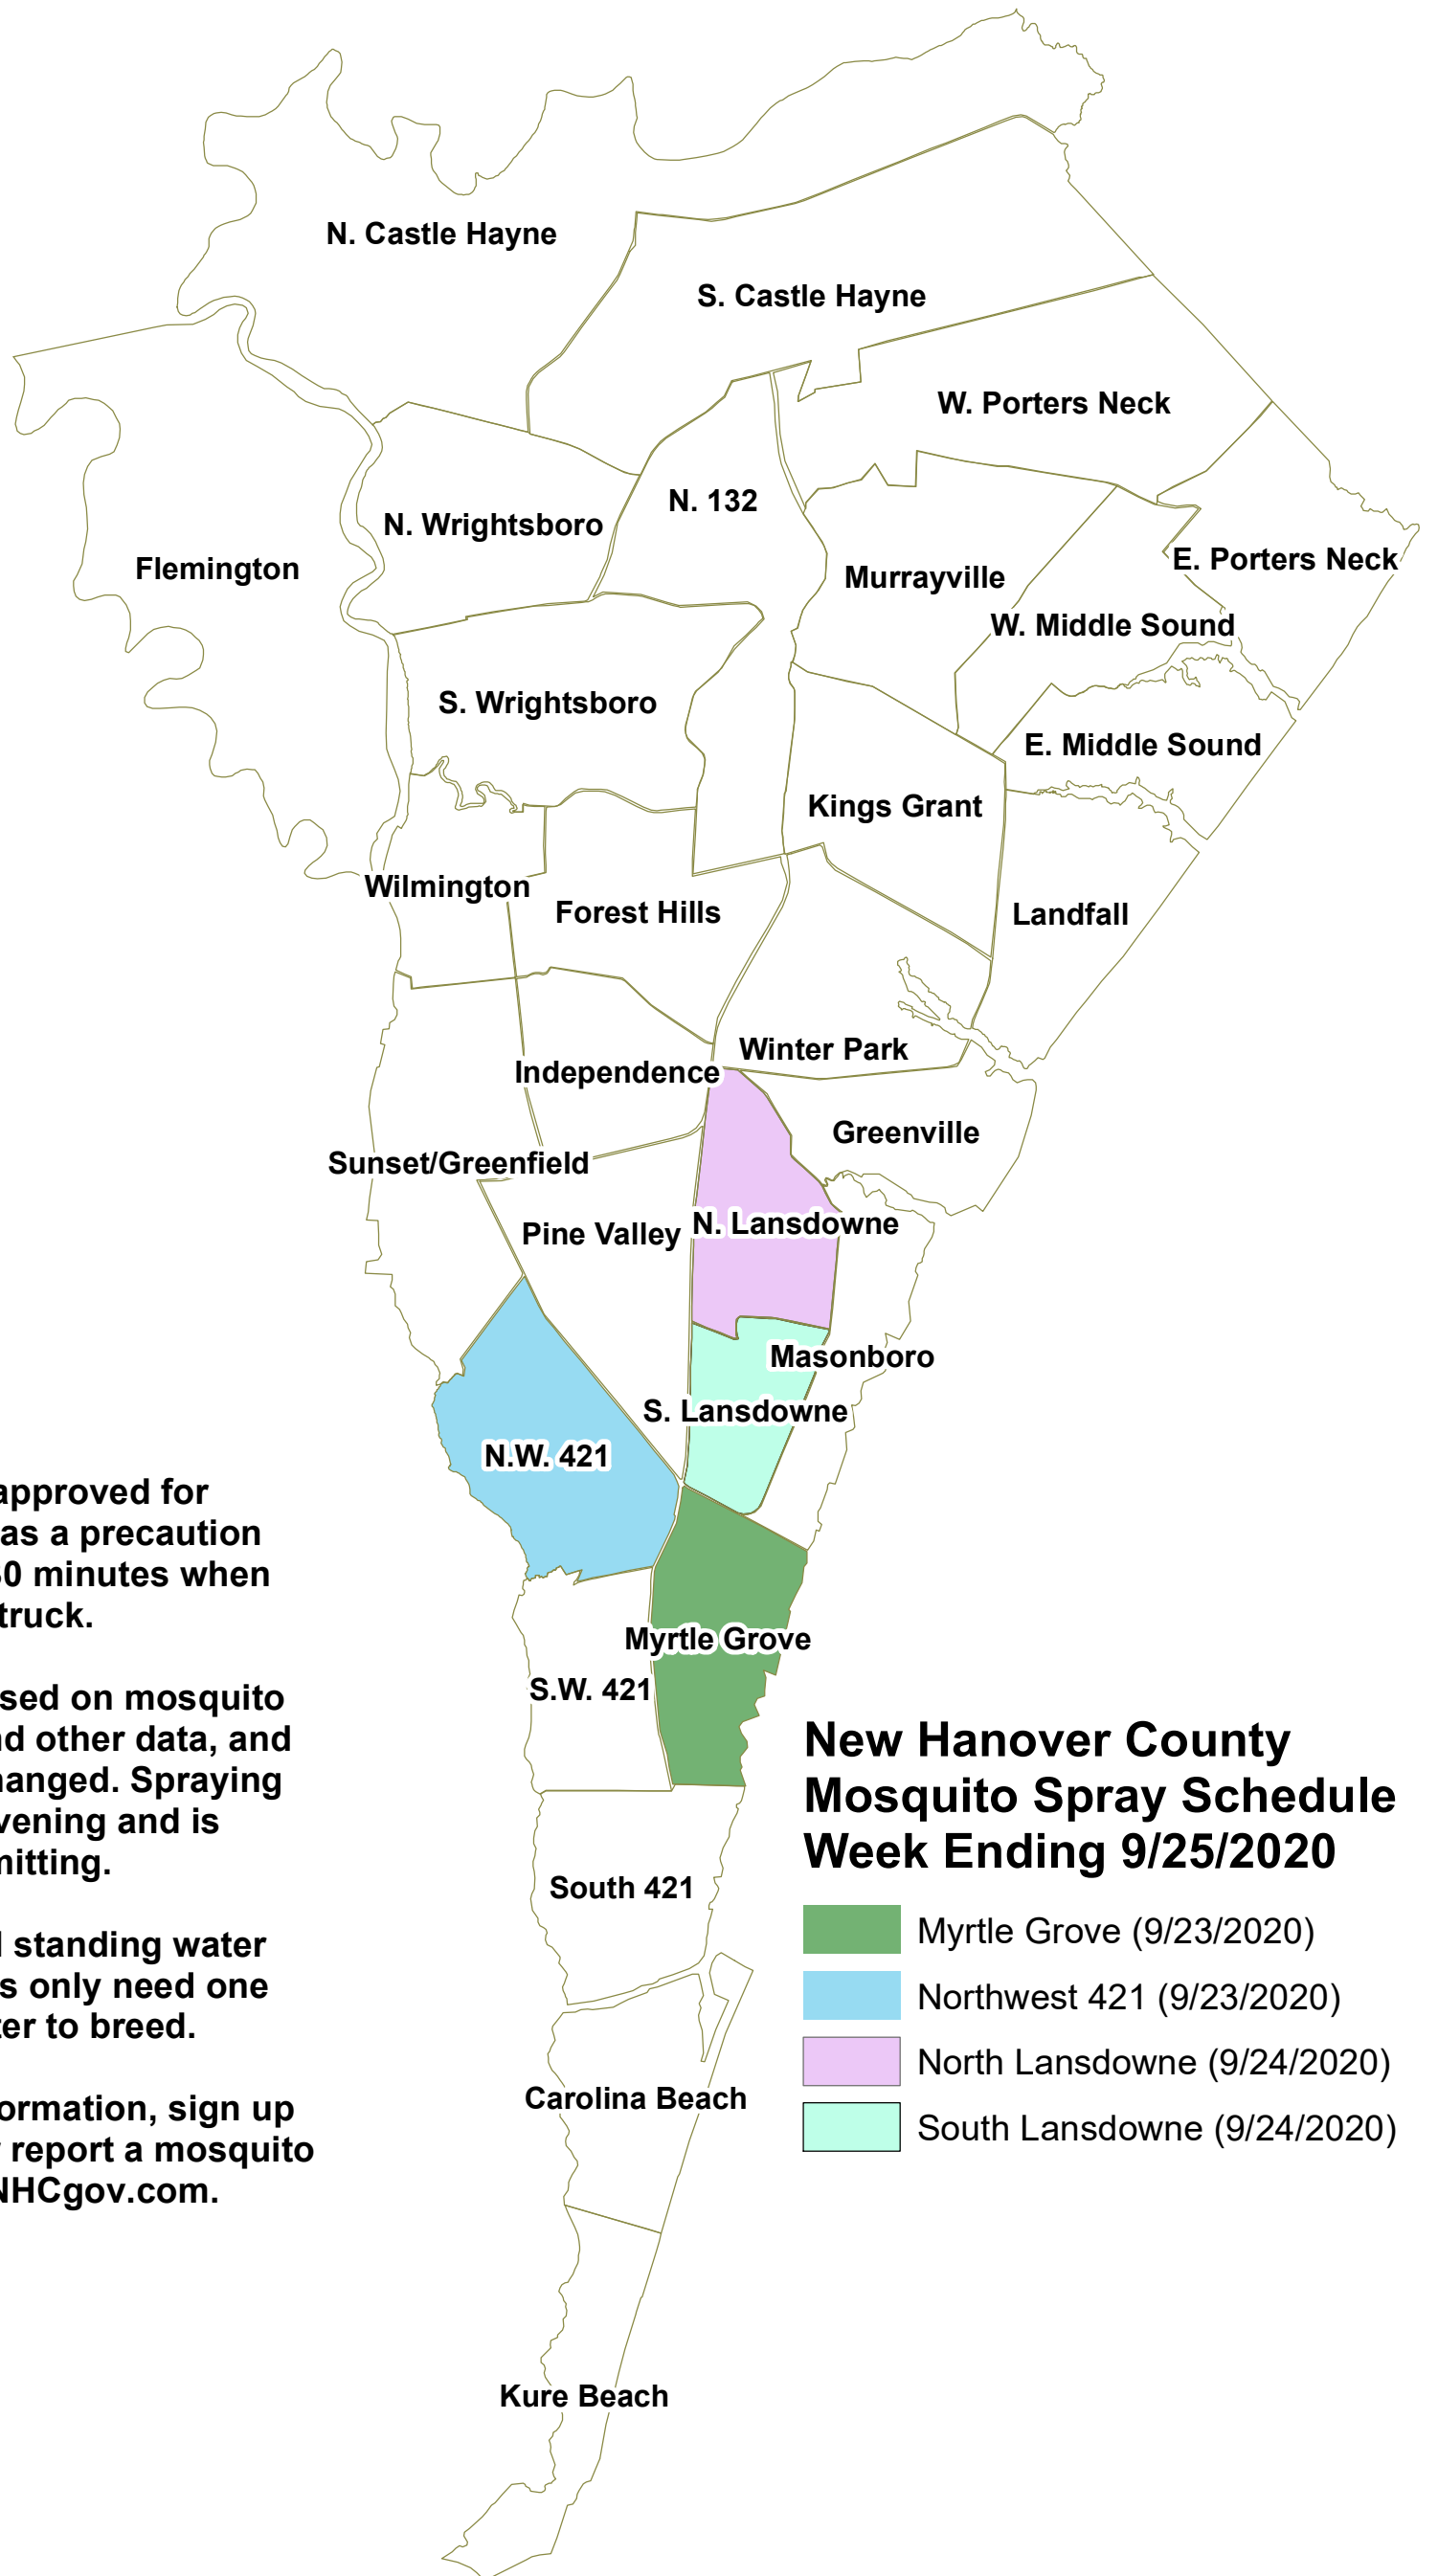 N. Castle Hayne
S. Castle Hayne
W. Porters Neck
N. 132
N. Wrightsboro
E. Porters Neck
Flemington
Murrayville
W. Middle Sound
S. Wrightsboro
E. Middle Sound
Kings Grant
Wilmington
Forest Hills
Landfall
Winter Park
Independence
Greenville
Sunset/Greenfield
N. Lansdowne
Pine Valley
Masonboro
S. Lansdowne
N.W. 421
Myrtle Grove
S.W. 421
South 421
Carolina Beach
Kure Beach
approved for
as a precaution
0 minutes when
truck.
sed on mosquito
nd other data, and
hanged. Spraying
vening and is
mitting.
standing water
s only need one
ter to breed.
ormation, sign up
report a mosquito
NHCgov.com.
New Hanover County
Mosquito Spray Schedule
Week Ending 9/25/2020
Myrtle Grove (9/23/2020)
Northwest 421 (9/23/2020)
North Lansdowne (9/24/2020)
South Lansdowne (9/24/2020)